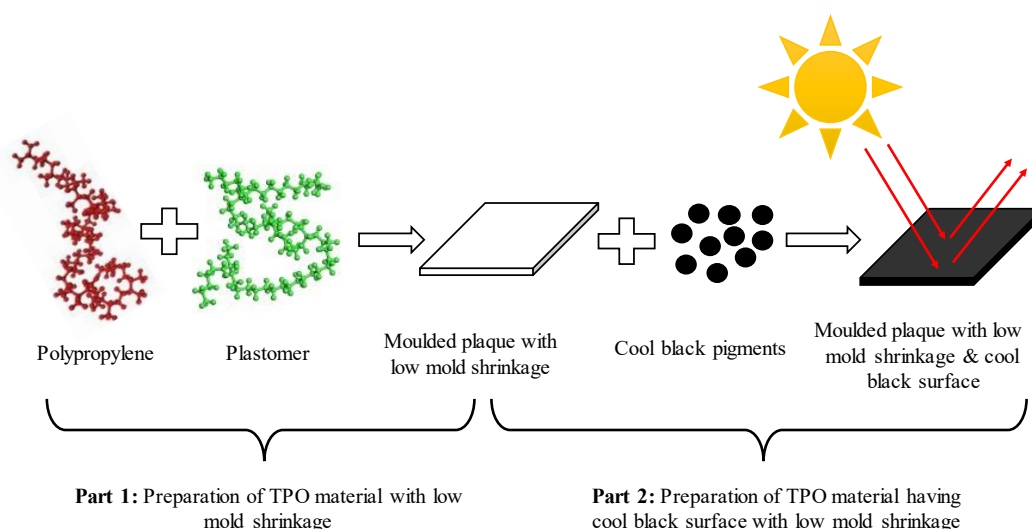 Polypropylene
Plastomer
Moulded plaque with
low mold shrinkage
Cool black pigments
Moulded plaque with low
mold shrinkage & cool
black surface
Part 1: Preparation of TPO material with low
mold shrinkage
Part 2: Preparation of TPO material having
cool black surface with low mold shrinkage